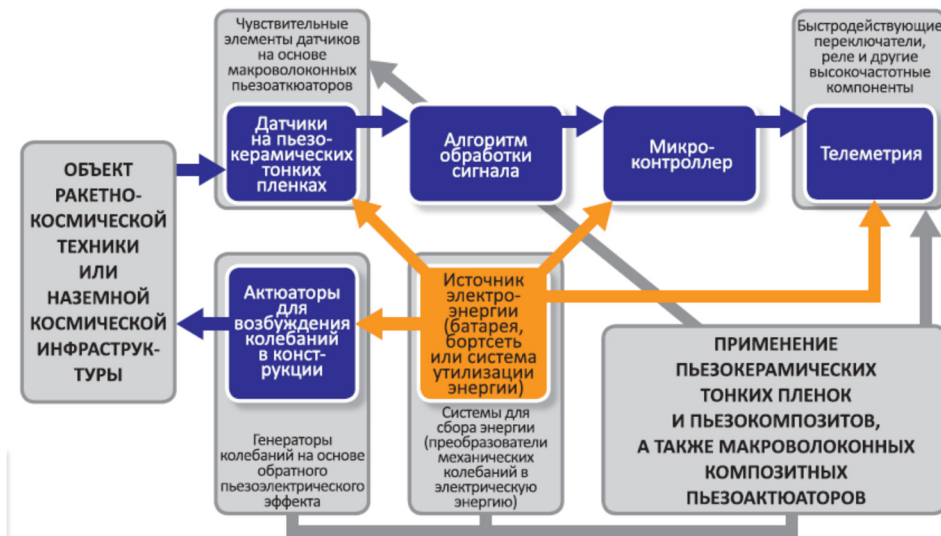 Чувствительные
элементы датчиков
на основе
макроволоконных
пьезоаткюаторов
Датчики
на пьезо-
керамических
тонких
пленках
Алгоритм
обработки
сигнала
Микро-
контроллер
Быстродействующие
переключатели,
реле и другие
высокочастотные
компоненты
Телеметрия
ОБЪЕКТ
РАКЕТНО-
КОСМИЧЕСКОЙ
ТЕХНИКИ
ИЛИ
НАЗЕМНОЙ
КОСМИЧЕСКОЙ
ИНФРАСТРУК-
ТУРЫ
Актюаторы
для
возбуждения
колебаний
в конст-
рукции
Генераторы
колебаний на основе
обратного
пьезоэлектрического
эффекта
Источник
электро-
энергии
(батарея,
бортсеть
или система
утилизации
энергии)
Системы для
сбора энергии
(преобразователи
механических
колебаний в
электрическую
энергию)
ПРИМЕНЕНИЕ
ПЬЕЗОКЕРАМИЧЕСКИХ
ТОНКИХ ПЛЕНОК
И ПЬЕЗОКОМПОЗИТОВ,
А ТАКЖЕ МАКРОВОЛОКОННЫХ
КОМПОЗИТНЫХ
ПЬЕЗОАКТЮАТОРОВ